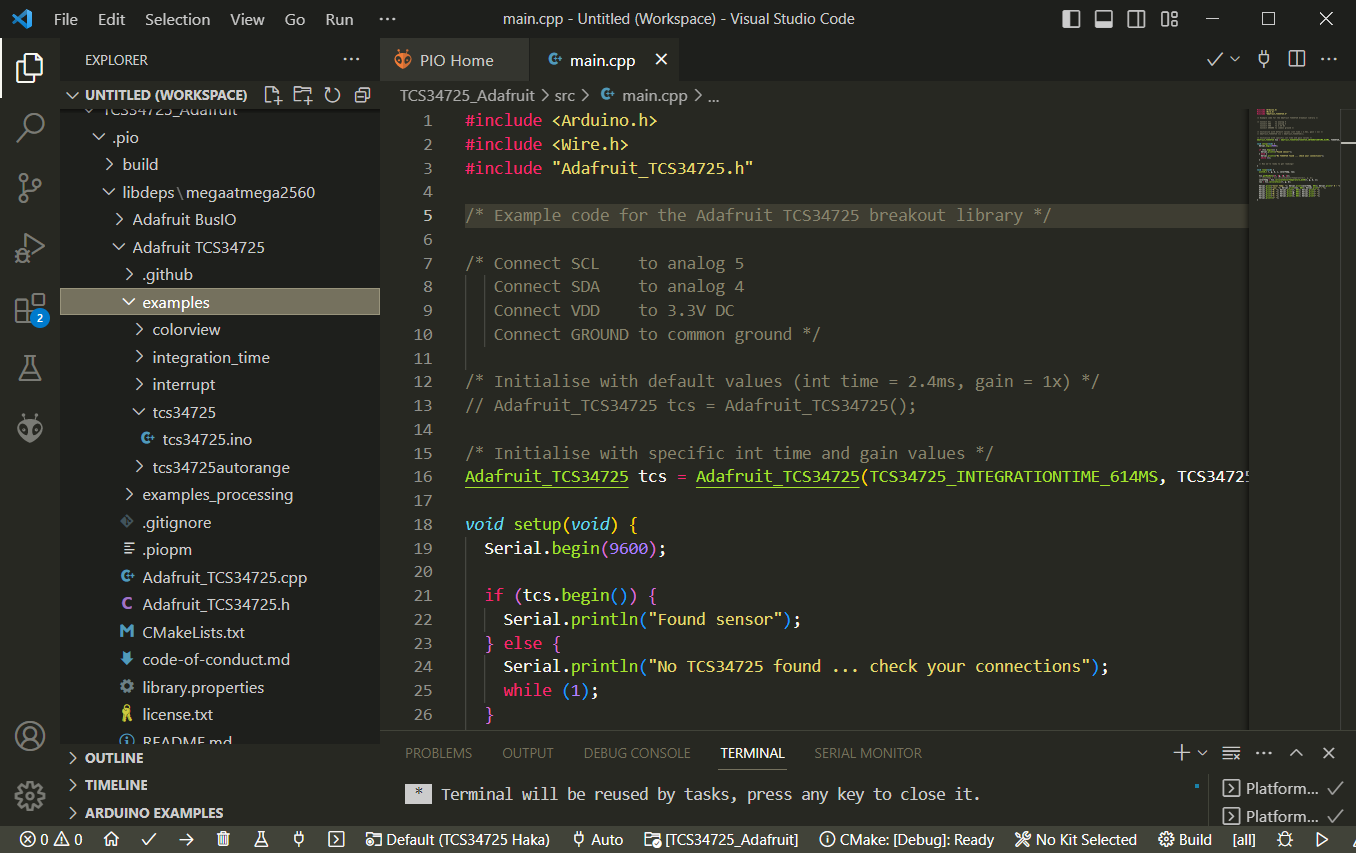 File Edit Selection View Go Run ··· main.cpp - Untitled (Workspace) - Visual Studio Code
EXPLORER
UNTITLED (WORKSPACE)
TCS34725_Adafruit
.pio
build
libdeps\megaatmega2560
Adafruit BusIO
Adafruit TCS34725
.github
examples
colorview
integration_time
interrupt
tcs34725
tcs34725.ino
tcs34725autorange
examples_processing
.gitignore
.piopm
Adafruit_TCS34725.cpp
Adafruit_TCS34725.h
CMakeLists.txt
code-of-conduct.md
library.properties
license.txt
README.md
OUTLINE
TIMELINE
ARDUINO EXAMPLES
2
PIO Home main.cpp
TCS34725_Adafruit > src > main.cpp > ...
1 #include <Arduino.h>
2 #include <Wire.h>
3 #include "Adafruit_TCS34725.h"
4
5 /* Example code for the Adafruit TCS34725 breakout library */
6
7 /* Connect SCL    to analog 5
8    Connect SDA    to analog 4
9    Connect VDD    to 3.3V DC
10    Connect GROUND to common ground */
11
12 /* Initialise with default values (int time = 2.4ms, gain = 1x) */
13 // Adafruit_TCS34725 tcs = Adafruit_TCS34725();
14
15 /* Initialise with specific int time and gain values */
16 Adafruit_TCS34725 tcs = Adafruit_TCS34725(TCS34725_INTEGRATIONTIME_614MS, TCS34725
17
18 void setup(void) {
19   Serial.begin(9600);
20
21   if (tcs.begin()) {
22     Serial.println("Found sensor");
23   } else {
24     Serial.println("No TCS34725 found ... check your connections");
25     while (1);
26   }
PROBLEMS OUTPUT DEBUG CONSOLE TERMINAL SERIAL MONITOR
* Terminal will be reused by tasks, press any key to close it.
Platform...
Platform...
0 0 Default (TCS34725 Haka) Auto [TCS34725_Adafruit] CMake: [Debug]: Ready No Kit Selected Build [all]